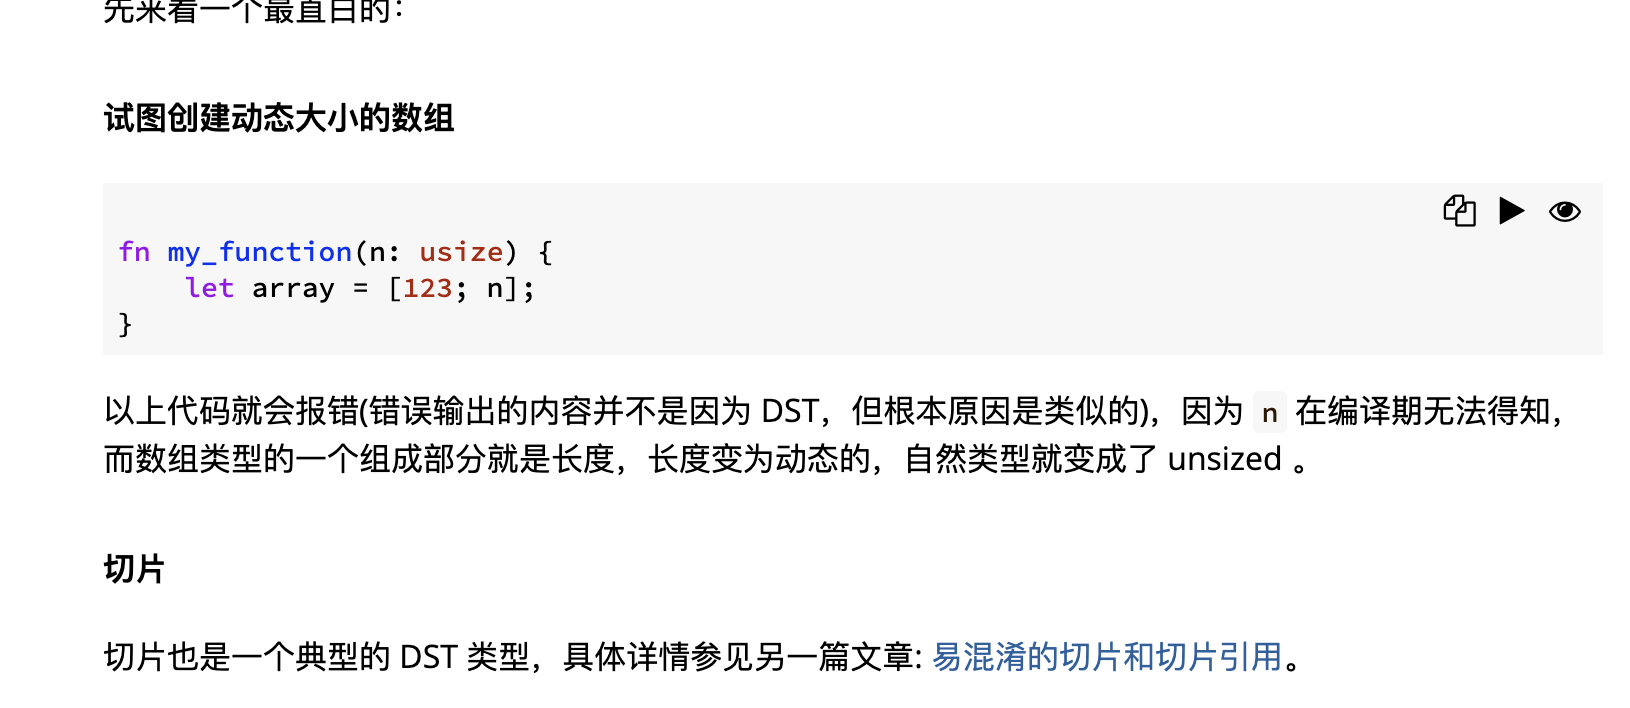 先来看一个最直白的：
试图创建动态大小的数组
fn my_function(n: usize) {
    let array = [123; n];
}
以上代码就会报错(错误输出的内容并不是因为 DST，但根本原因是类似的)，因为 n 在编译期无法得知，
而数组类型的一个组成部分就是长度，长度变为动态的，自然类型就变成了 unsized 。
切片
切片也是一个典型的 DST 类型，具体详情参见另一篇文章: 易混淆的切片和切片引用。